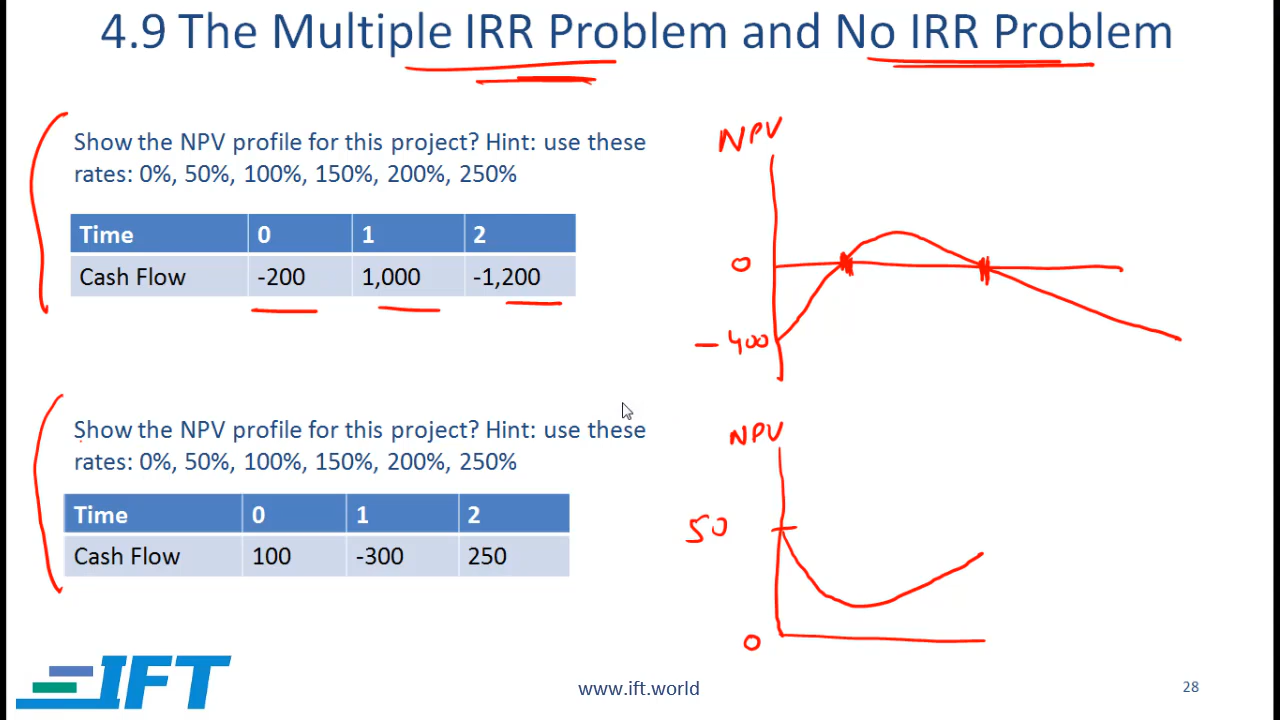 4.9 The Multiple IRR Problem and No IRR Problem
Show the NPV profile for this project? Hint: use these
rates: 0%, 50%, 100%, 150%, 200%, 250%
Time 0 1 2
Cash Flow -200 1,000 -1,200
NPV
0
-400
Show the NPV profile for this project? Hint: use these
rates: 0%, 50%, 100%, 150%, 200%, 250%
Time 0 1 2
Cash Flow 100 -300 250
NPV
50
0
IFT
www.ift.world
28